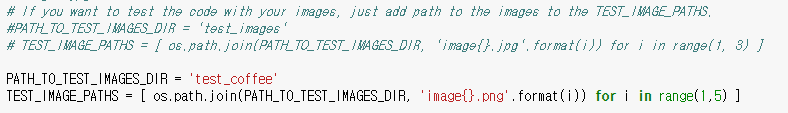 # If you want to test the code with your images, just add path to the images to the TEST_IMAGE_PATHS.
#PATH_TO_TEST_IMAGES_DIR = 'test_images'
# TEST_IMAGE_PATHS = [ os.path.join(PATH_TO_TEST_IMAGES_DIR, 'image{}.jpg'.format(i)) for i in range(1, 3) ]
PATH_TO_TEST_IMAGES_DIR = 'test_coffee'
TEST_IMAGE_PATHS = [ os.path.join(PATH_TO_TEST_IMAGES_DIR, 'image{}.png'.format(i)) for i in range(1,5) ]